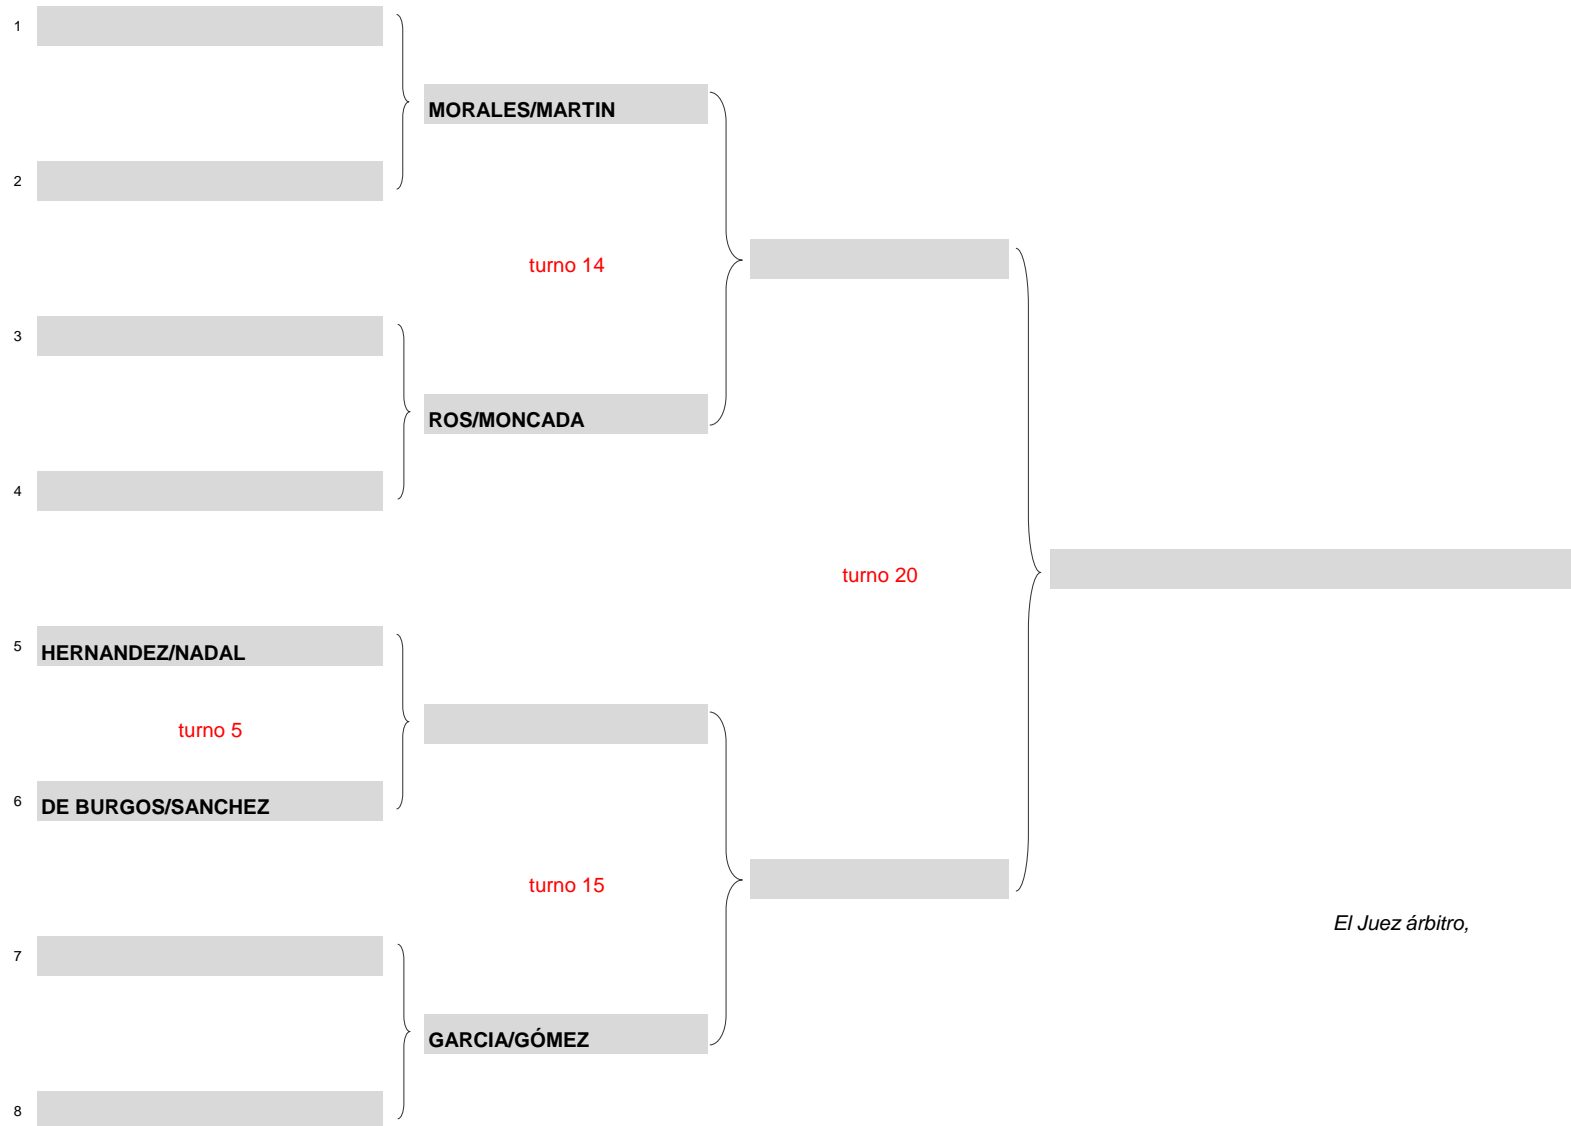 1
MORALES/MARTIN
2
turno 14
3
ROS/MONCADA
4
turno 20
5 HERNANDEZ/NADAL
turno 5
6 DE BURGOS/SANCHEZ
turno 15
El Juez árbitro,
7
GARCIA/GÓMEZ
8